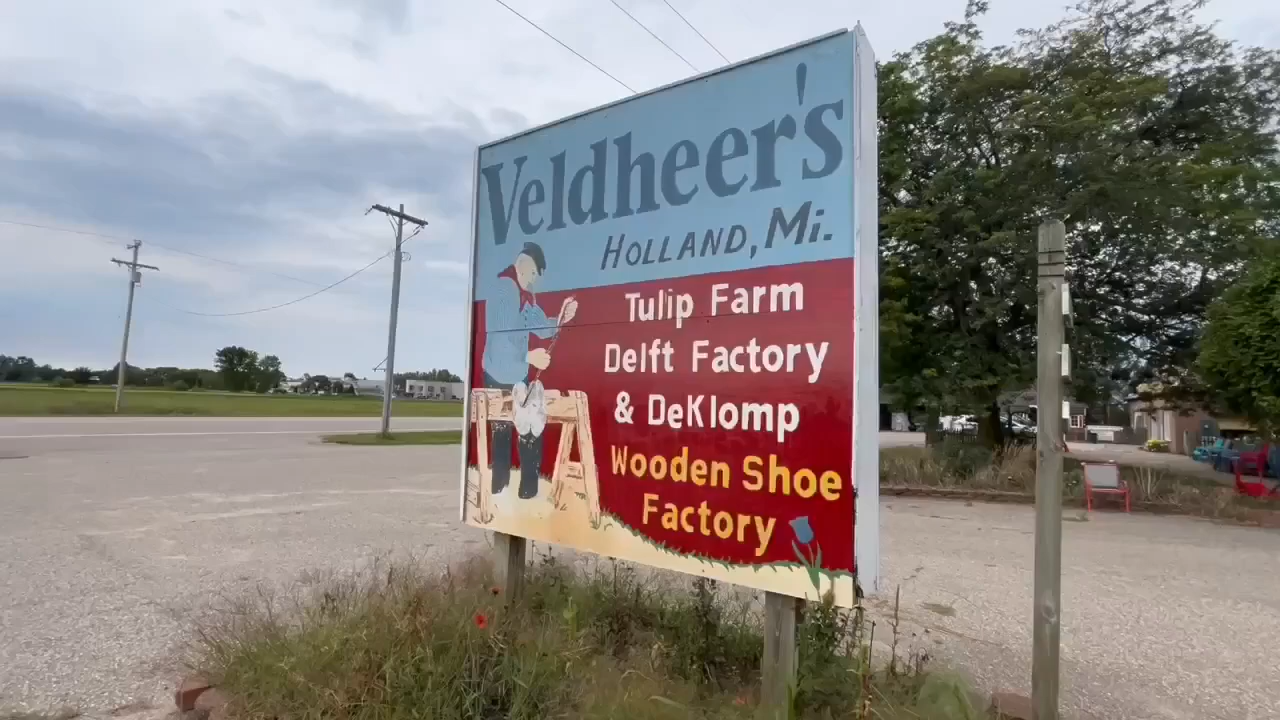 Veldheer's
HOLLAND, Mi.
Tulip Farm
Delft Factory
& DeKlomp
Wooden Shoe
Factory